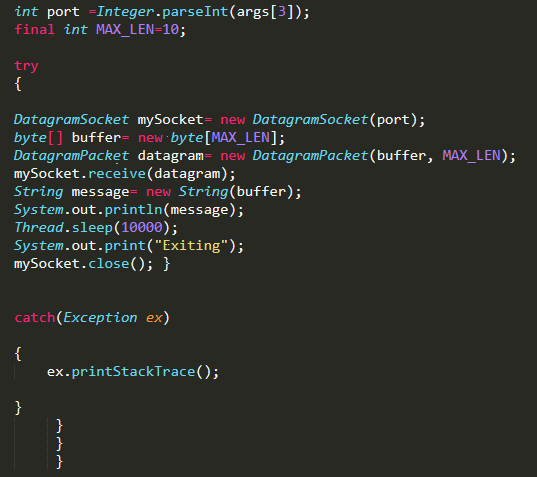 int port =Integer.parseInt(args[3]);
final int MAX_LEN=10;
try
{
DatagramSocket mySocket= new DatagramSocket(port);
byte[] buffer= new byte[MAX_LEN];
DatagramPacket datagram= new DatagramPacket(buffer, MAX_LEN);
mySocket.receive(datagram);
String message= new String(buffer);
System.out.println(message);
Thread.sleep(10000);
System.out.print("Exiting");
mySocket.close(); }
catch(Exception ex)
{
ex.printStackTrace();
}
}
}
}